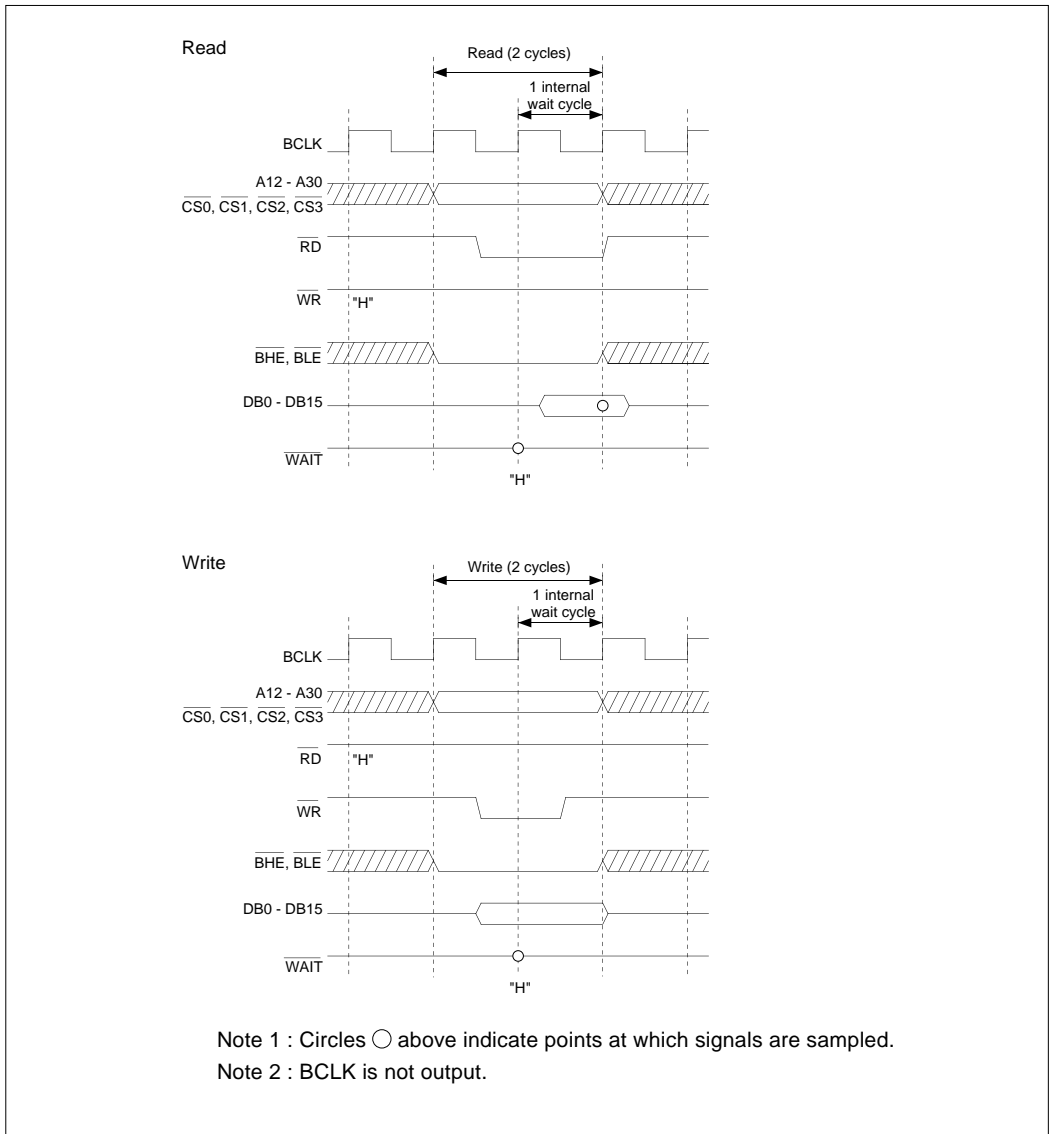 Read
Read (2 cycles)
1 internal
wait cycle
BCLK
A12 - A30
CS0, CS1, CS2, CS3
RD
WR
"H"
BHE, BLE
DB0 - DB15
WAIT
"H"
Write
Write (2 cycles)
1 internal
wait cycle
BCLK
A12 - A30
CS0, CS1, CS2, CS3
RD
"H"
WR
BHE, BLE
DB0 - DB15
WAIT
"H"
Note 1 : Circles ○ above indicate points at which signals are sampled.
Note 2 : BCLK is not output.